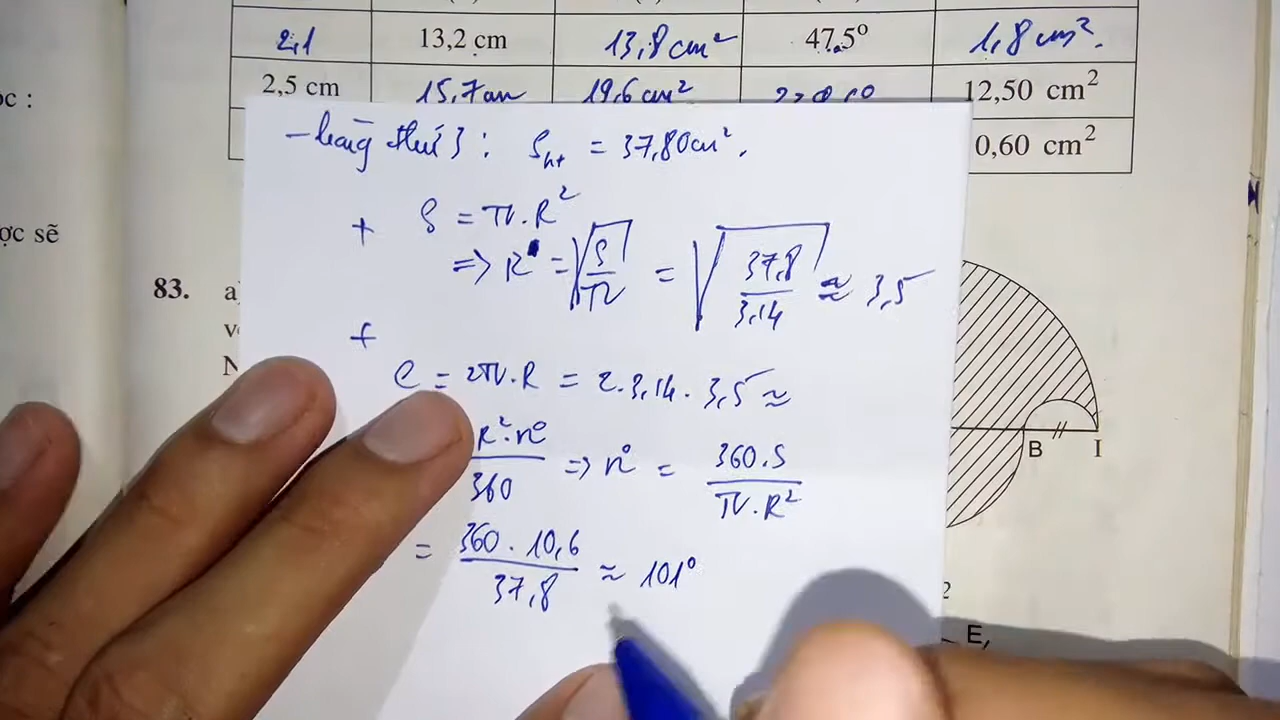 2,1 13,2 cm 13,8 cm² 47,5° 1,8 cm².
2,5 cm 15,7 cm 19,6 cm² 12,50 cm²
0,60 cm²
ọc :
ược sẽ
- hàng thứ 3 : Sht = 37,80 cm².
+ S = π.R²
=> R = √(S/π) = √(37,8/3,14) ≈ 3,5
+
C = 2π.R = 2.3,14.3,5 ≈
R².n°/360 => n° = 360.S/π.R²
= 360.10,6/37,8 ≈ 101°
83. a
v
N
B I
2
E,